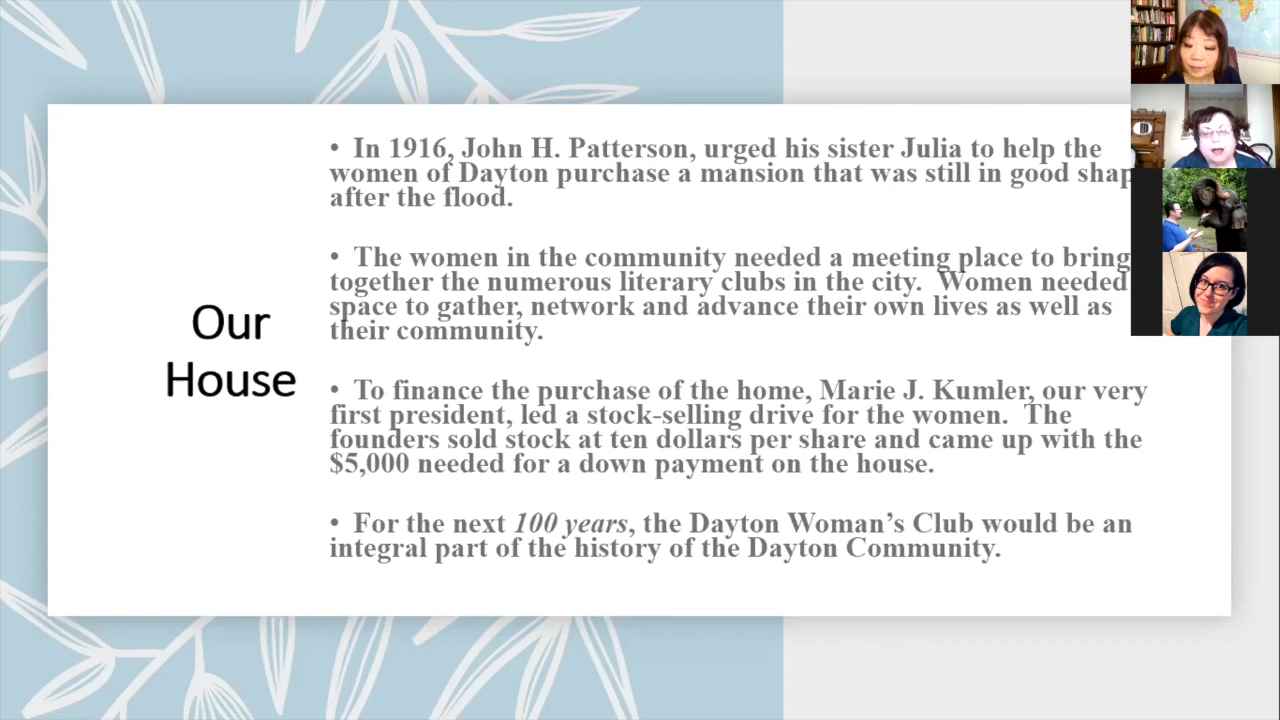 Our
House
• In 1916, John H. Patterson, urged his sister Julia to help the
women of Dayton purchase a mansion that was still in good shap
after the flood.
• The women in the community needed a meeting place to bring
together the numerous literary clubs in the city. Women needed
space to gather, network and advance their own lives as well as
their community.
• To finance the purchase of the home, Marie J. Kumler, our very
first president, led a stock-selling drive for the women. The
founders sold stock at ten dollars per share and came up with the
$5,000 needed for a down payment on the house.
• For the next 100 years, the Dayton Woman’s Club would be an
integral part of the history of the Dayton Community.